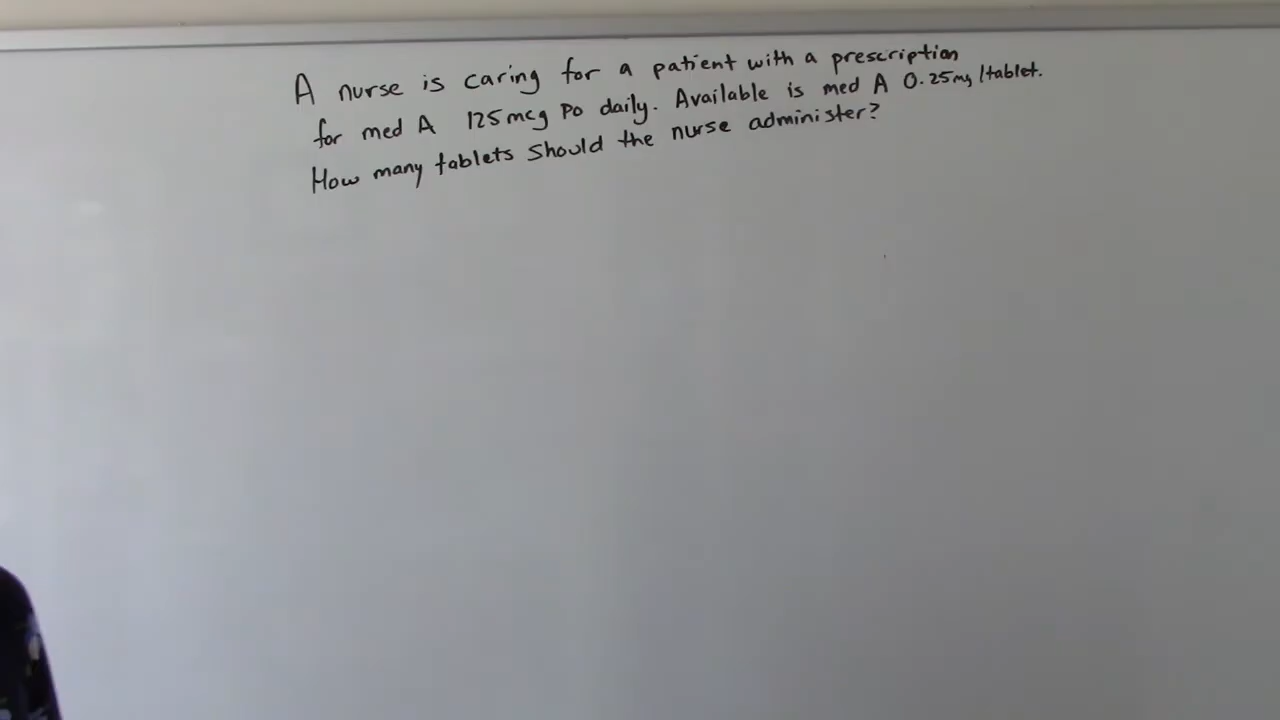 A nurse is caring for a patient with a prescription
for med A 125mcg PO daily. Available is med A 0.25mg/tablet.
How many tablets should the nurse administer?